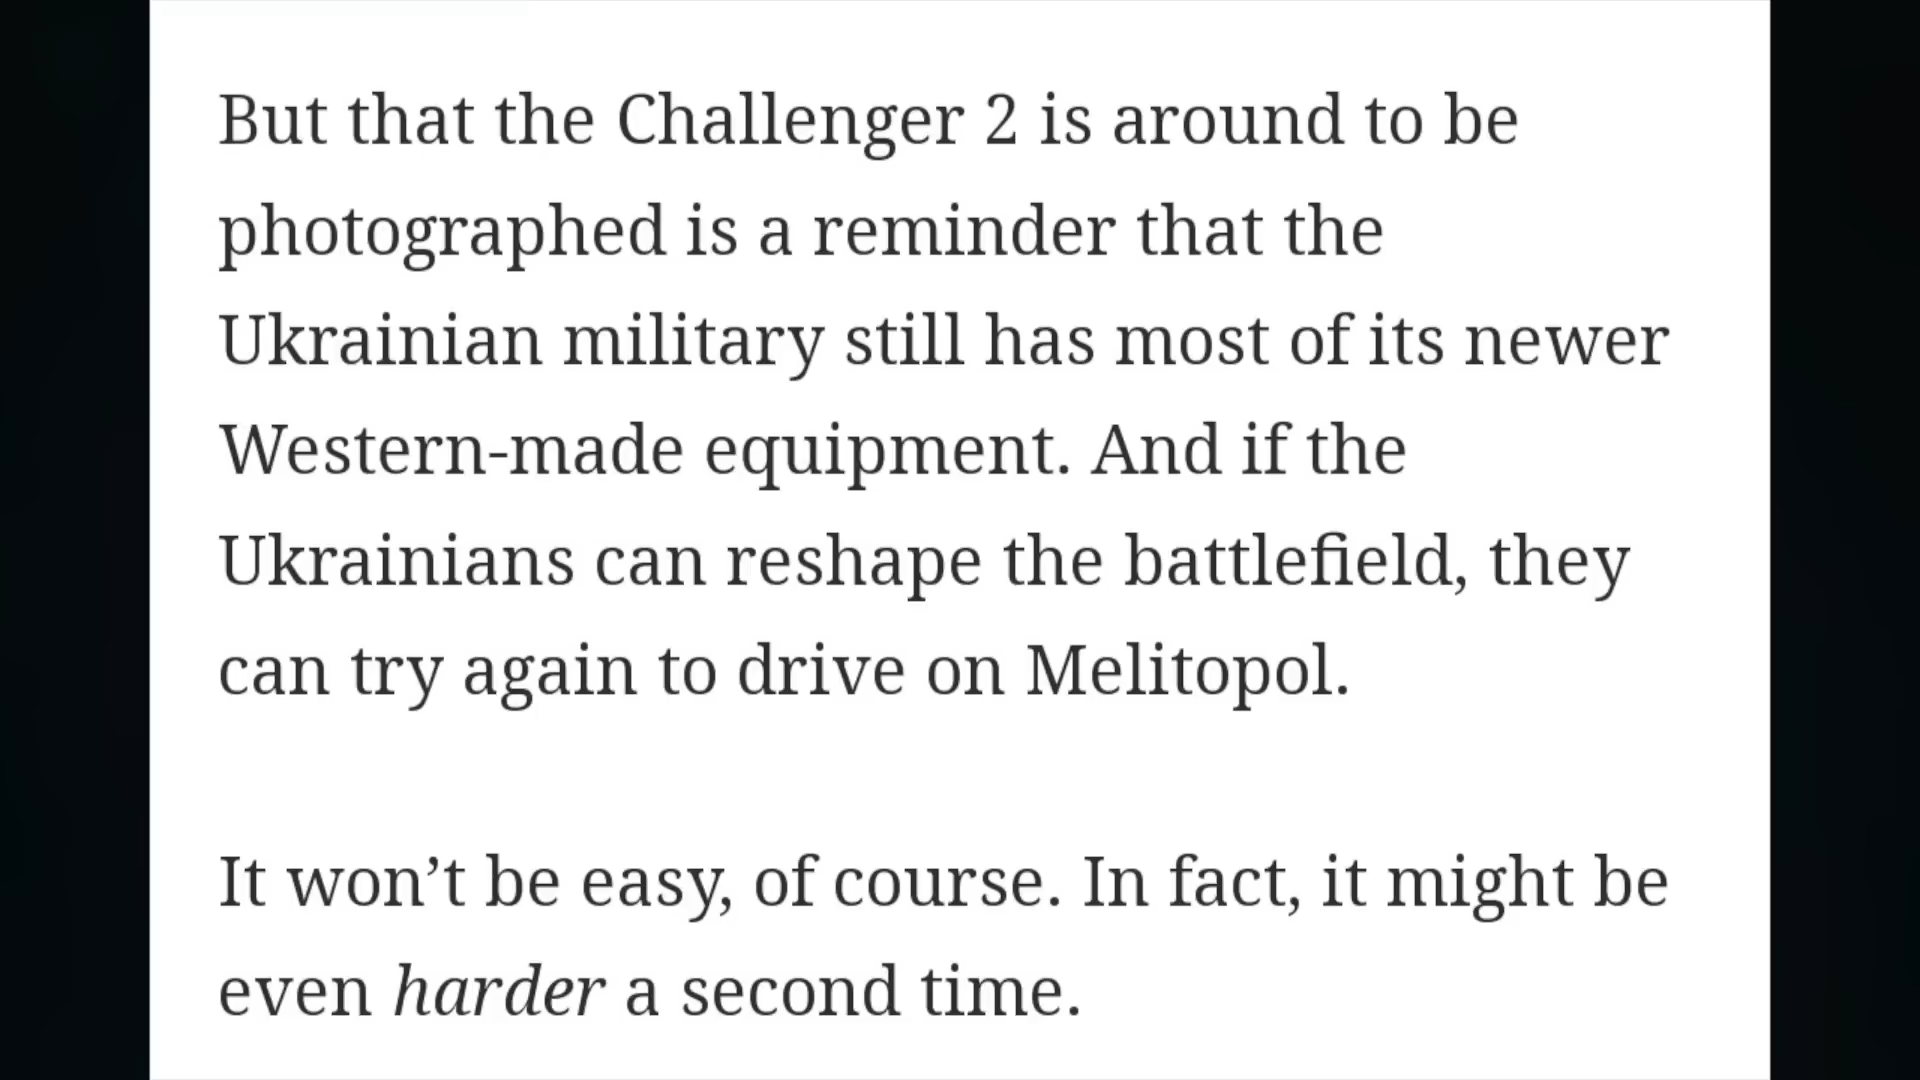 But that the Challenger 2 is around to be
photographed is a reminder that the
Ukrainian military still has most of its newer
Western-made equipment. And if the
Ukrainians can reshape the battlefield, they
can try again to drive on Melitopol.
It won’t be easy, of course. In fact, it might be
even harder a second time.